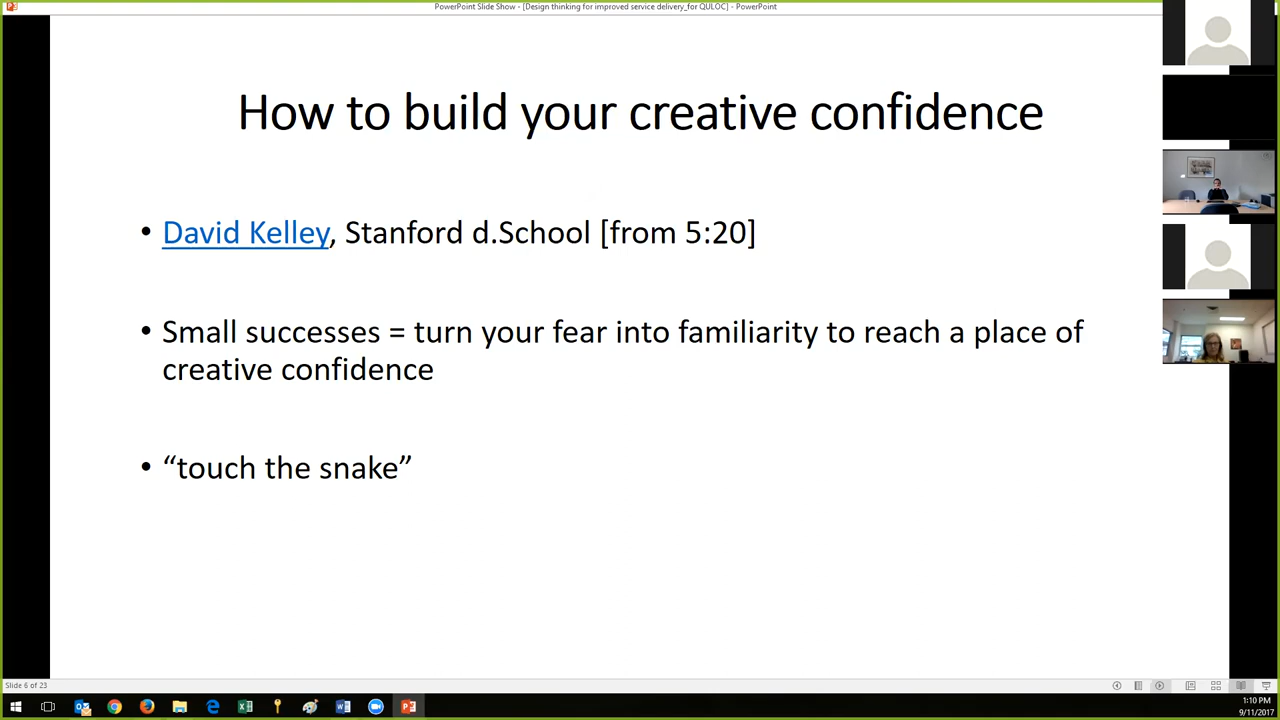 PowerPoint Slide Show - [Design thinking for improved service delivery_for QULOC] - PowerPoint
How to build your creative confidence
• David Kelley, Stanford d.School [from 5:20]
• Small successes = turn your fear into familiarity to reach a place of
creative confidence
• “touch the snake”
Slide 6 of 23
1:10 PM
9/11/2017